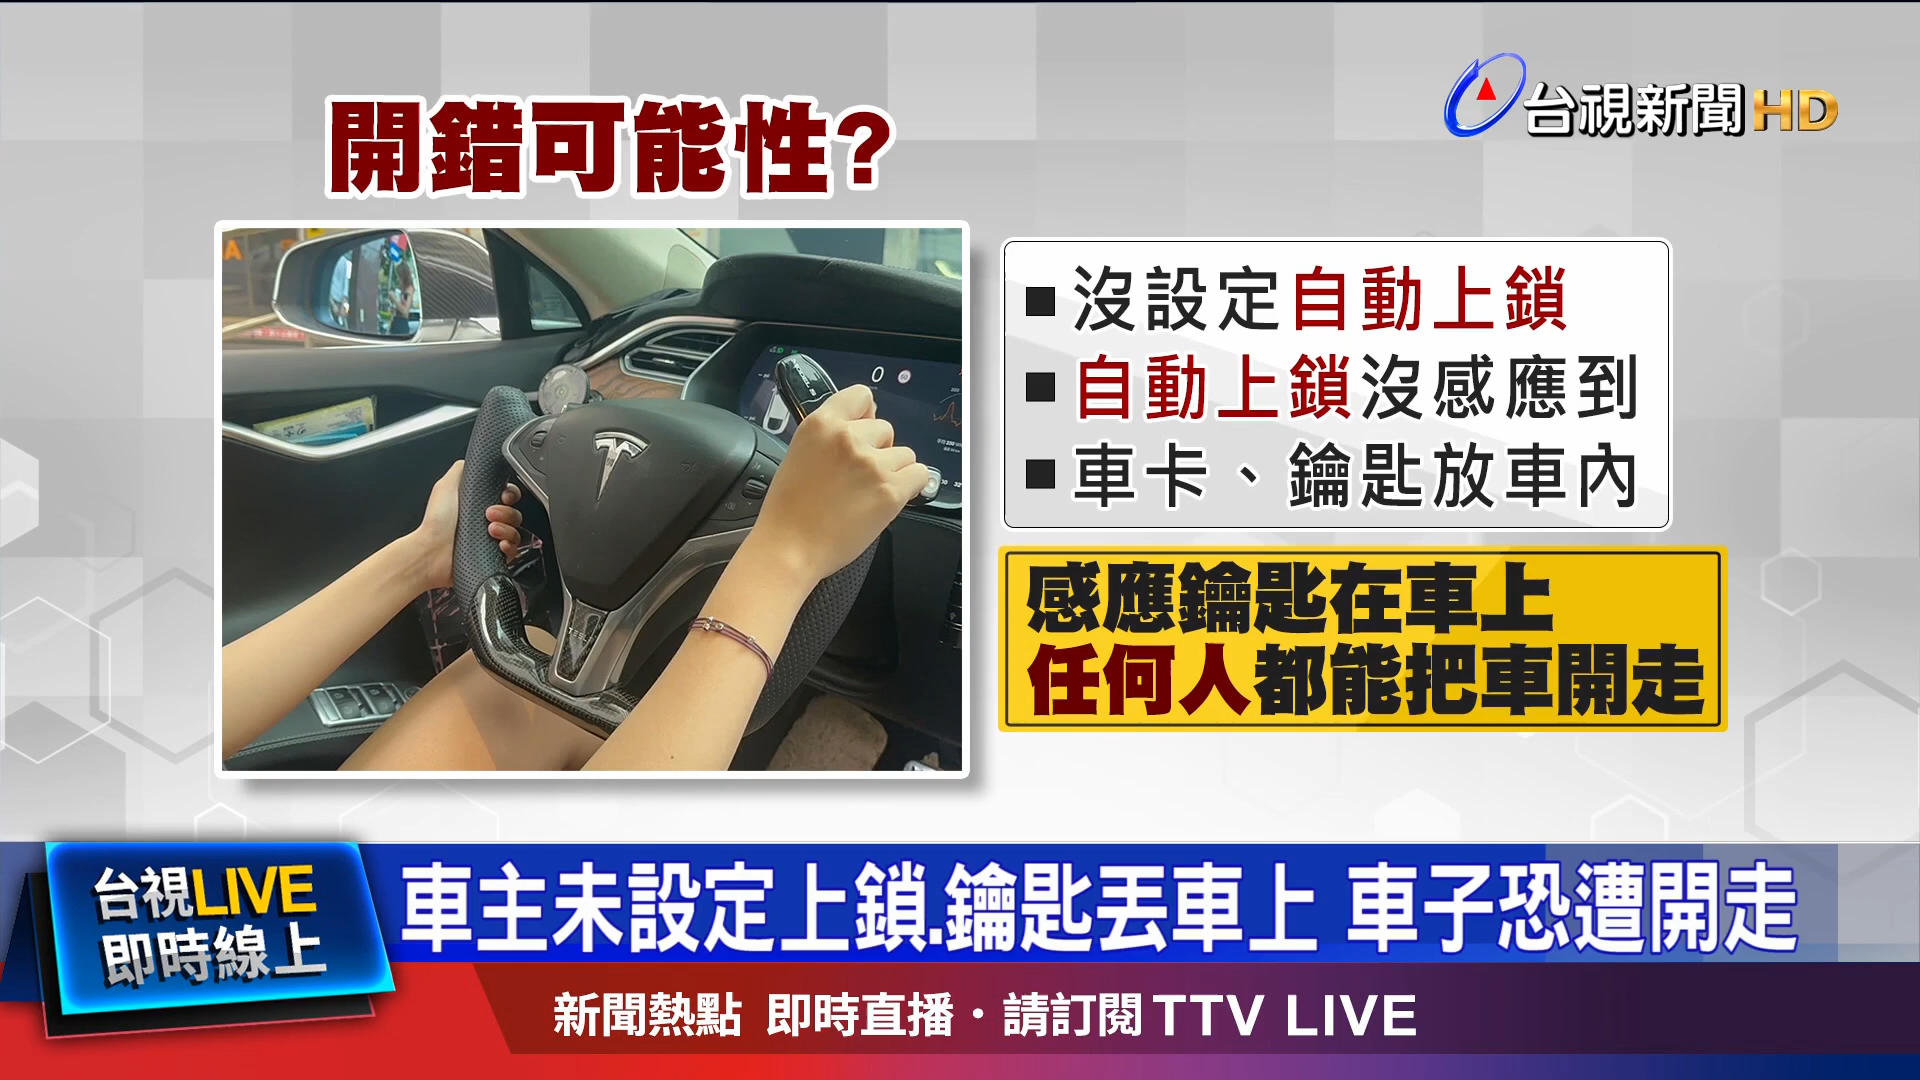 開錯可能性?
台視新聞HD
■沒設定自動上鎖
■自動上鎖沒感應到
■車卡、鑰匙放車內
感應鑰匙在車上
任何人都能把車開走
台視LIVE
即時線上
車主未設定上鎖.鑰匙丟車上 車子恐遭開走
新聞熱點 即時直播・請訂閱TTV LIVE